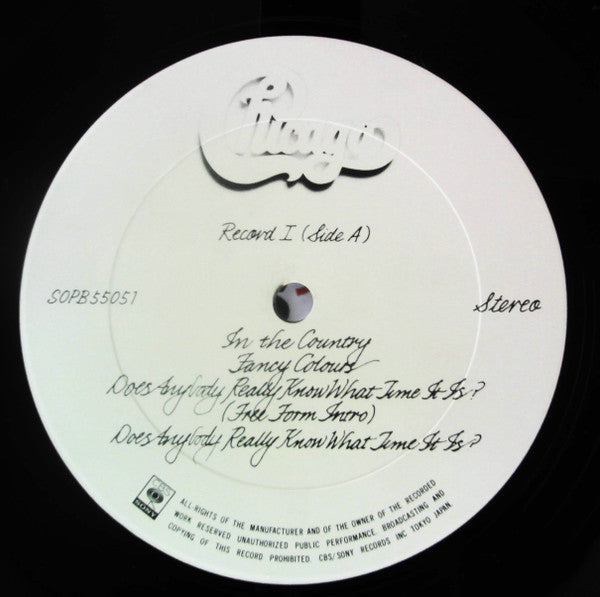 Chicago
Record I (Side A)
SOPB55051
Stereo
In the Country
Fancy Colours
Does Anybody Really Know What Time It Is?
(Free Form Intro)
Does Anybody Really Know What Time It Is?
CBS
SONY
ALL-RIGHTS OF THE MANUFACTURER AND OF THE OWNER OF THE RECORDED
WORK RESERVED UNAUTHORIZED PUBLIC PERFORMANCE. BROADCASTING AND
COPYING OF THIS RECORD PROHIBITED. CBS/SONY RECORDS INC TOKYO JAPAN